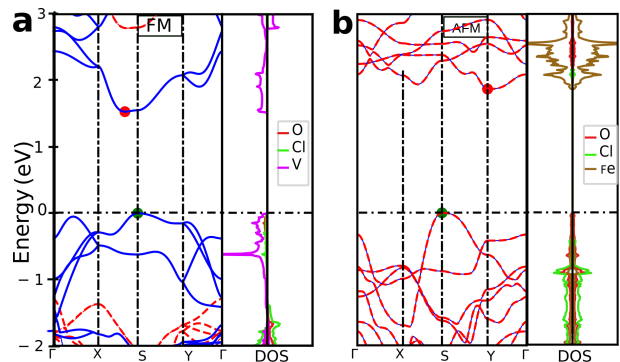 a
FM
3
2
1
0
−1
−2
Energy (eV)
O
Cl
V
Γ X S Y Γ DOS
b
AFM
O
Cl
Fe
Γ X S Y Γ DOS